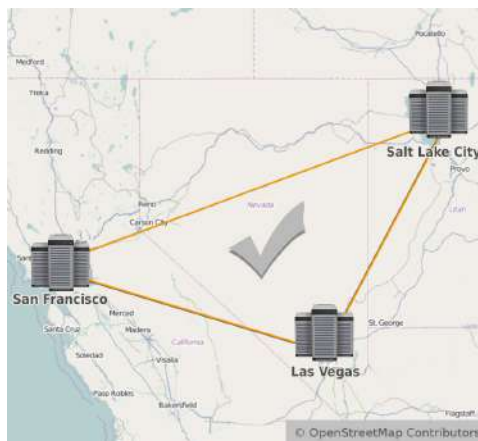 Medford
Pocatello
Yreka
Redding
Salt Lake City
Provo
Reno
Nevada
Utah
Carson City
San Francisco
Merced
St. George
Santa Cruz
Madera
California
Las Vegas
Soledad
Visalia
Paso Robles
Bakersfield
Flagstaff
© OpenStreetMap Contributors